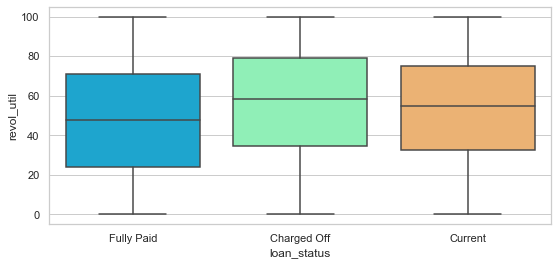 100
80
60
40
20
0
revol_util
Fully Paid
Charged Off
Current
loan_status